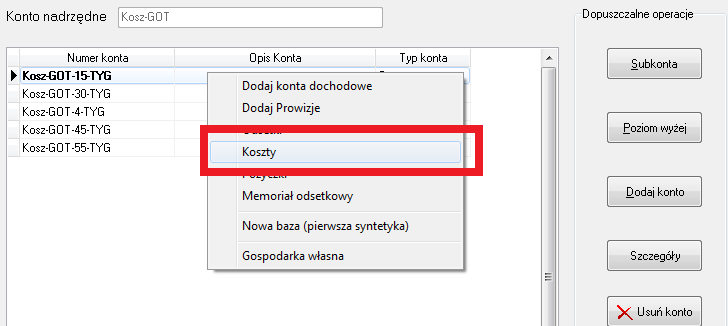 Konto nadrzędne Kosz-GOT
Dopuszczalne operacje
Numer konta Opis Konta Typ konta
Kosz-GOT-15-TYG
Kosz-GOT-30-TYG
Kosz-GOT-4-TYG
Kosz-GOT-45-TYG
Kosz-GOT-55-TYG
Dodaj konta dochodowe
Dodaj Prowizje
Koszty
Pożyczki
Memoriał odsetkowy
Nowa baza (pierwsza syntetyka)
Gospodarka własna
Subkonta
Poziom wyżej
Dodaj konto
Szczegóły
Usuń konto